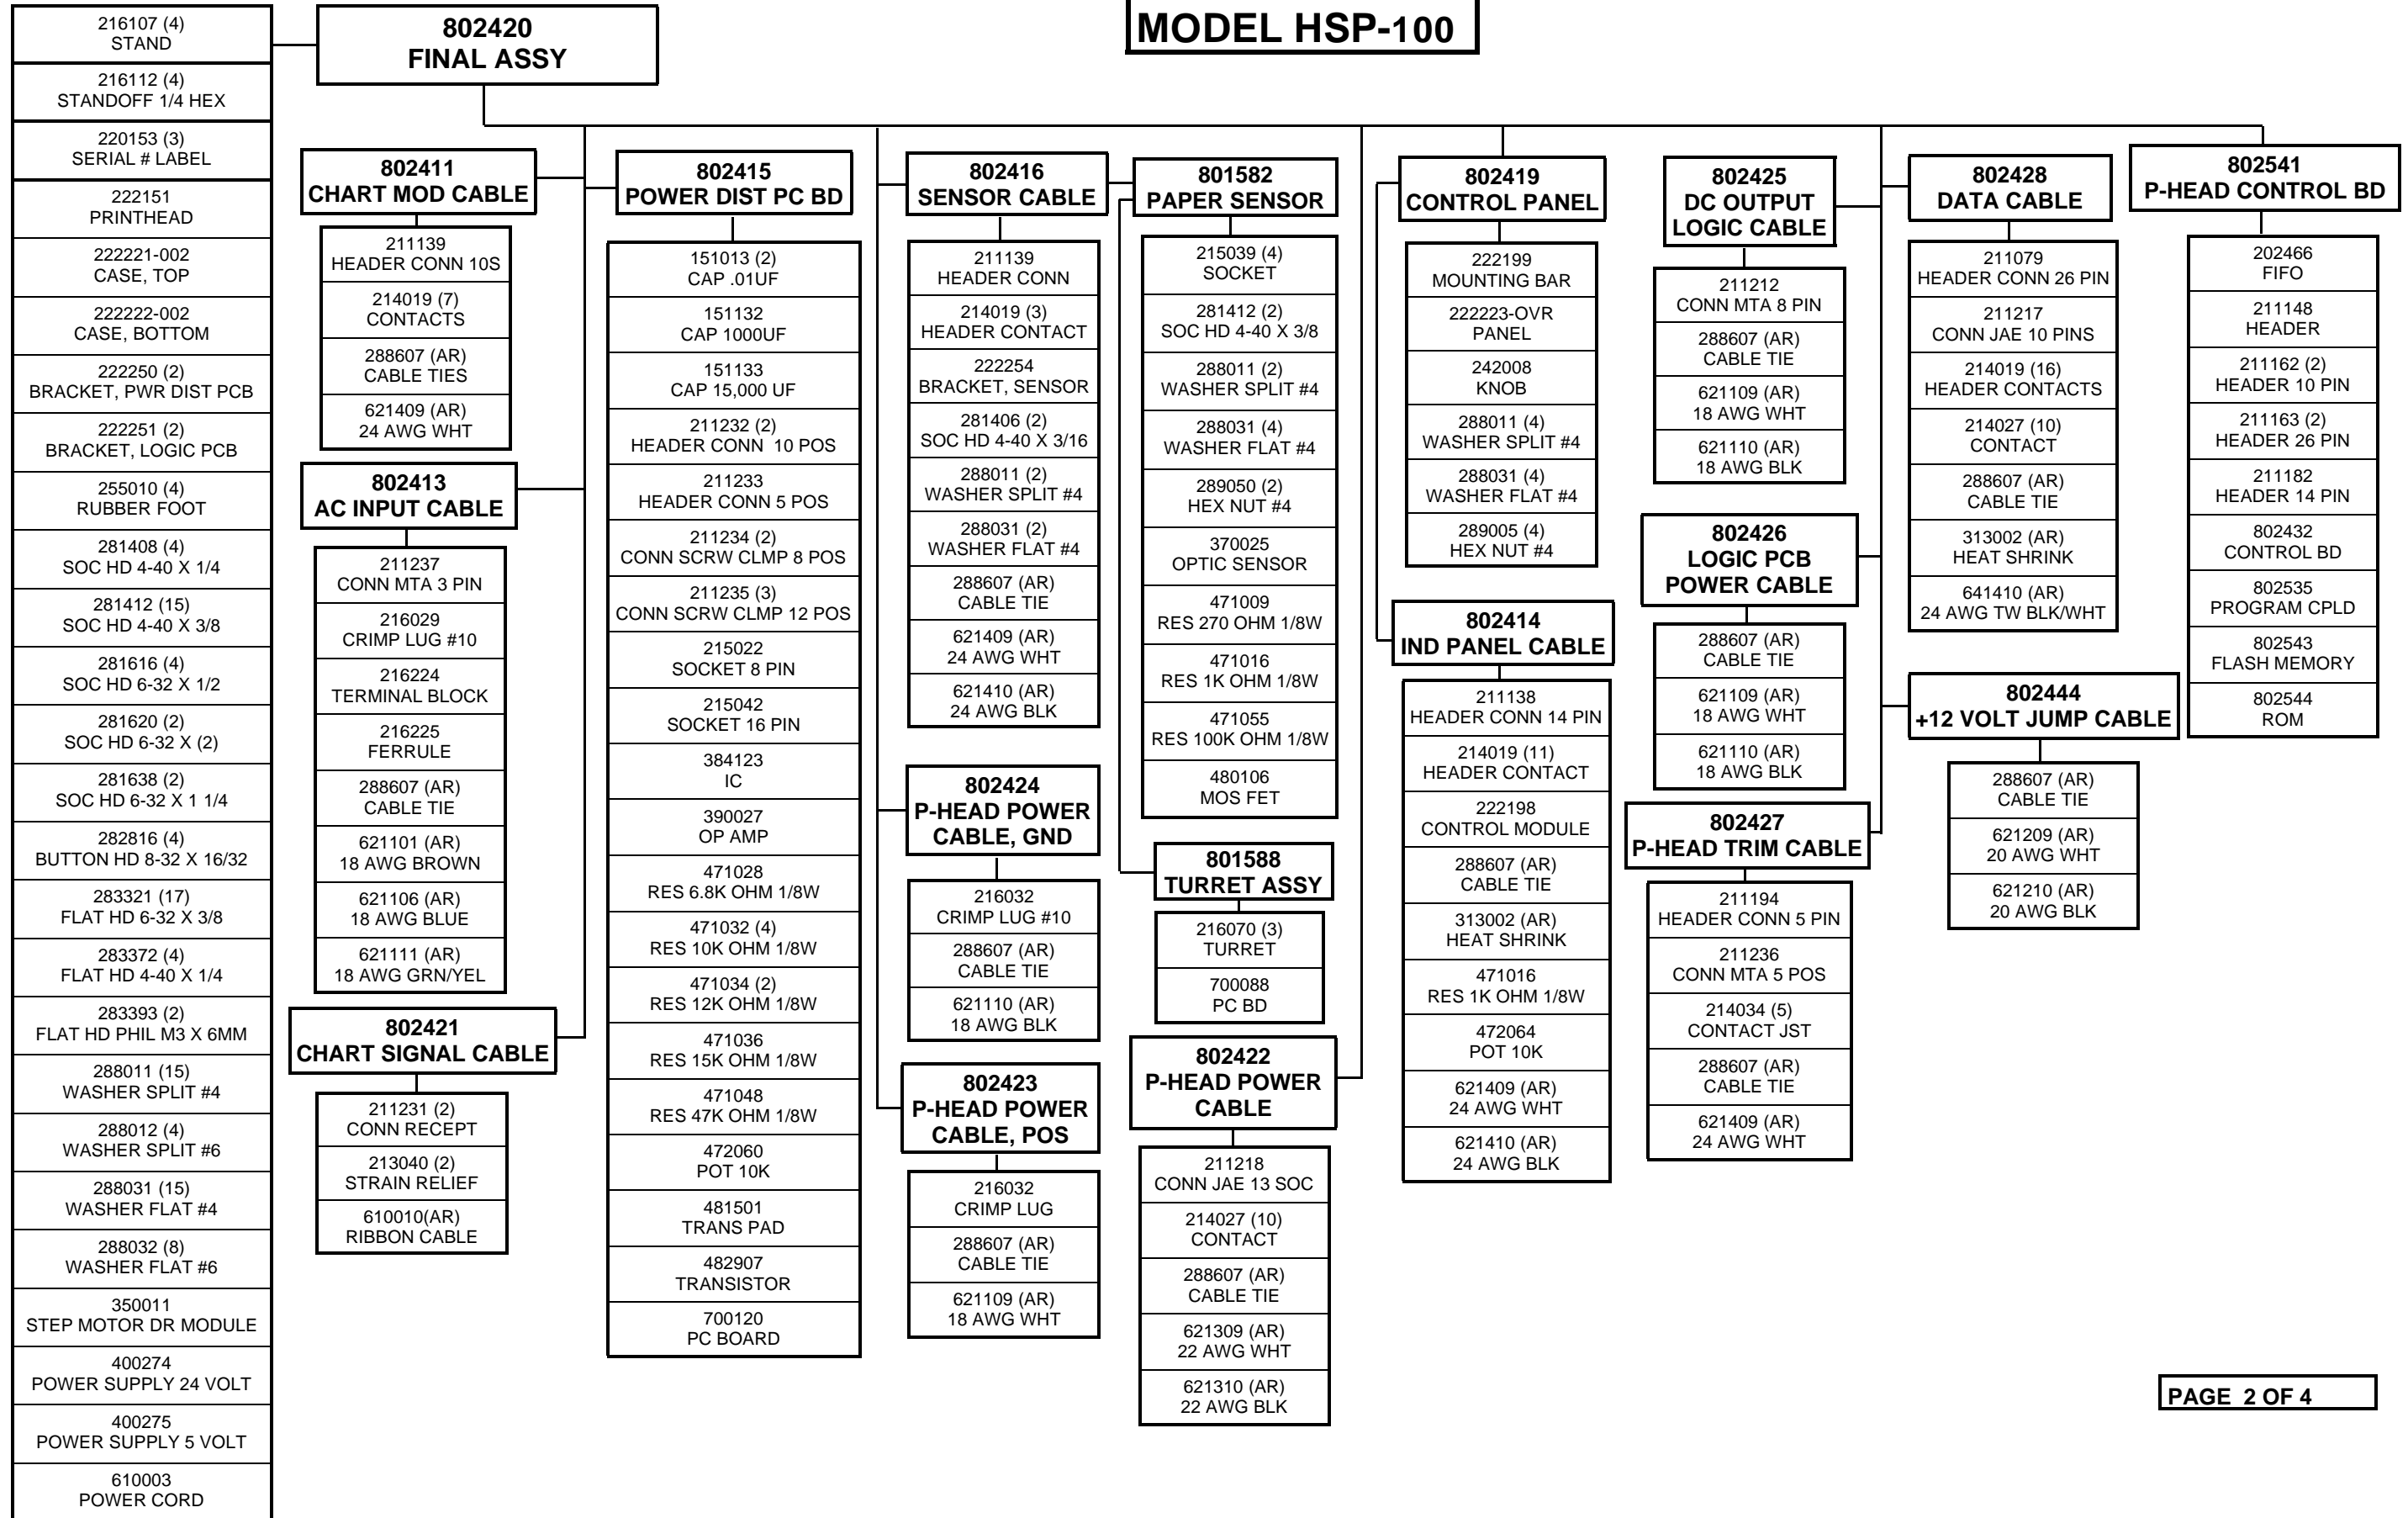 MODEL HSP-100
802420
FINAL ASSY
216107 (4)
STAND
216112 (4)
STANDOFF 1/4 HEX
220153 (3)
SERIAL # LABEL
222151
PRINTHEAD
222221-002
CASE, TOP
222222-002
CASE, BOTTOM
222250 (2)
BRACKET, PWR DIST PCB
222251 (2)
BRACKET, LOGIC PCB
255010 (4)
RUBBER FOOT
281408 (4)
SOC HD 4-40 X 1/4
281412 (15)
SOC HD 4-40 X 3/8
281616 (4)
SOC HD 6-32 X 1/2
281620 (2)
SOC HD 6-32 X (2)
281638 (2)
SOC HD 6-32 X 1 1/4
282816 (4)
BUTTON HD 8-32 X 16/32
283321 (17)
FLAT HD 6-32 X 3/8
283372 (4)
FLAT HD 4-40 X 1/4
283393 (2)
FLAT HD PHIL M3 X 6MM
288011 (15)
WASHER SPLIT #4
288012 (4)
WASHER SPLIT #6
288031 (15)
WASHER FLAT #4
288032 (8)
WASHER FLAT #6
350011
STEP MOTOR DR MODULE
400274
POWER SUPPLY 24 VOLT
400275
POWER SUPPLY 5 VOLT
610003
POWER CORD
802411
CHART MOD CABLE
211139
HEADER CONN 10S
214019 (7)
CONTACTS
288607 (AR)
CABLE TIES
621409 (AR)
24 AWG WHT
802413
AC INPUT CABLE
211237
CONN MTA 3 PIN
216029
CRIMP LUG #10
216224
TERMINAL BLOCK
216225
FERRULE
288607 (AR)
CABLE TIE
621101 (AR)
18 AWG BROWN
621106 (AR)
18 AWG BLUE
621111 (AR)
18 AWG GRN/YEL
802421
CHART SIGNAL CABLE
211231 (2)
CONN RECEPT
213040 (2)
STRAIN RELIEF
610010(AR)
RIBBON CABLE
802415
POWER DIST PC BD
151013 (2)
CAP .01UF
151132
CAP 1000UF
151133
CAP 15,000 UF
211232 (2)
HEADER CONN  10 POS
211233
HEADER CONN 5 POS
211234 (2)
CONN SCRW CLMP 8 POS
211235 (3)
CONN SCRW CLMP 12 POS
215022
SOCKET 8 PIN
215042
SOCKET 16 PIN
384123
IC
390027
OP AMP
471028
RES 6.8K OHM 1/8W
471032 (4)
RES 10K OHM 1/8W
471034 (2)
RES 12K OHM 1/8W
471036
RES 15K OHM 1/8W
471048
RES 47K OHM 1/8W
472060
POT 10K
481501
TRANS PAD
482907
TRANSISTOR
700120
PC BOARD
802416
SENSOR CABLE
211139
HEADER CONN
214019 (3)
HEADER CONTACT
222254
BRACKET, SENSOR
281406 (2)
SOC HD 4-40 X 3/16
288011 (2)
WASHER SPLIT #4
288031 (2)
WASHER FLAT #4
288607 (AR)
CABLE TIE
621409 (AR)
24 AWG WHT
621410 (AR)
24 AWG BLK
802424
P-HEAD POWER
CABLE, GND
216032
CRIMP LUG #10
288607 (AR)
CABLE TIE
621110 (AR)
18 AWG BLK
802423
P-HEAD POWER
CABLE, POS
216032
CRIMP LUG
288607 (AR)
CABLE TIE
621109 (AR)
18 AWG WHT
801582
PAPER SENSOR
215039 (4)
SOCKET
281412 (2)
SOC HD 4-40 X 3/8
288011 (2)
WASHER SPLIT #4
288031 (4)
WASHER FLAT #4
289050 (2)
HEX NUT #4
370025
OPTIC SENSOR
471009
RES 270 OHM 1/8W
471016
RES 1K OHM 1/8W
471055
RES 100K OHM 1/8W
480106
MOS FET
801588
TURRET ASSY
216070 (3)
TURRET
700088
PC BD
802422
P-HEAD POWER
CABLE
211218
CONN JAE 13 SOC
214027 (10)
CONTACT
288607 (AR)
CABLE TIE
621309 (AR)
22 AWG WHT
621310 (AR)
22 AWG BLK
802419
CONTROL PANEL
222199
MOUNTING BAR
222223-OVR
PANEL
242008
KNOB
288011 (4)
WASHER SPLIT #4
288031 (4)
WASHER FLAT #4
289005 (4)
HEX NUT #4
802414
IND PANEL CABLE
211138
HEADER CONN 14 PIN
214019 (11)
HEADER CONTACT
222198
CONTROL MODULE
288607 (AR)
CABLE TIE
313002 (AR)
HEAT SHRINK
471016
RES 1K OHM 1/8W
472064
POT 10K
621409 (AR)
24 AWG WHT
621410 (AR)
24 AWG BLK
802425
DC OUTPUT
LOGIC CABLE
211212
CONN MTA 8 PIN
288607 (AR)
CABLE TIE
621109 (AR)
18 AWG WHT
621110 (AR)
18 AWG BLK
802426
LOGIC PCB
POWER CABLE
288607 (AR)
CABLE TIE
621109 (AR)
18 AWG WHT
621110 (AR)
18 AWG BLK
802427
P-HEAD TRIM CABLE
211194
HEADER CONN 5 PIN
211236
CONN MTA 5 POS
214034 (5)
CONTACT JST
288607 (AR)
CABLE TIE
621409 (AR)
24 AWG WHT
802428
DATA CABLE
211079
HEADER CONN 26 PIN
211217
CONN JAE 10 PINS
214019 (16)
HEADER CONTACTS
214027 (10)
CONTACT
288607 (AR)
CABLE TIE
313002 (AR)
HEAT SHRINK
641410 (AR)
24 AWG TW BLK/WHT
802444
+12 VOLT JUMP CABLE
288607 (AR)
CABLE TIE
621209 (AR)
20 AWG WHT
621210 (AR)
20 AWG BLK
802541
P-HEAD CONTROL BD
202466
FIFO
211148
HEADER
211162 (2)
HEADER 10 PIN
211163 (2)
HEADER 26 PIN
211182
HEADER 14 PIN
802432
CONTROL BD
802535
PROGRAM CPLD
802543
FLASH MEMORY
802544
ROM
PAGE  2 OF 4